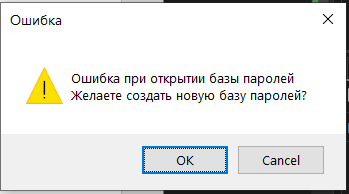 Ошибка
Ошибка при открытии базы паролей
Желаете создать новую базу паролей?
OK
Cancel